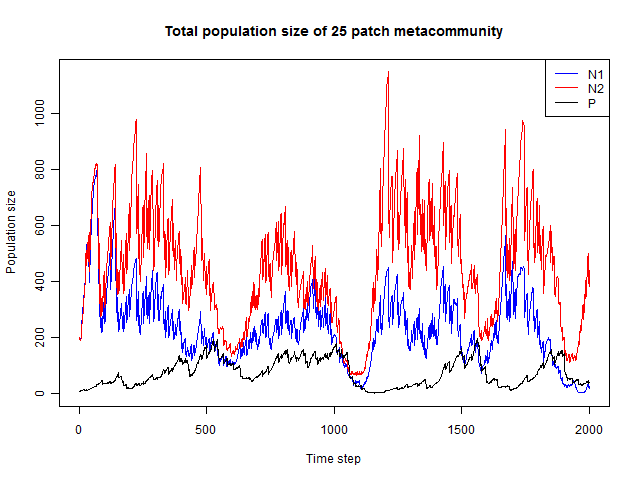 Total population size of 25 patch metacommunity
N1
N2
P
Population size
1000
800
600
400
200
0
0
500
1000
1500
2000
Time step